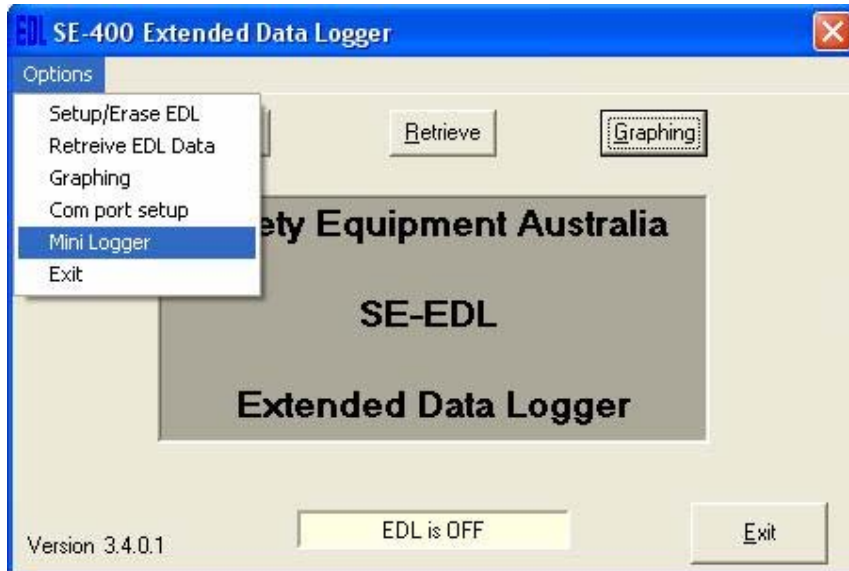 EDL SE-400 Extended Data Logger
Options
Setup/Erase EDL
Retreive EDL Data
Graphing
Com port setup
Mini Logger
Exit
Retrieve
Graphing
ety Equipment Australia
SE-EDL
Extended Data Logger
Version 3.4.0.1
EDL is OFF
Exit